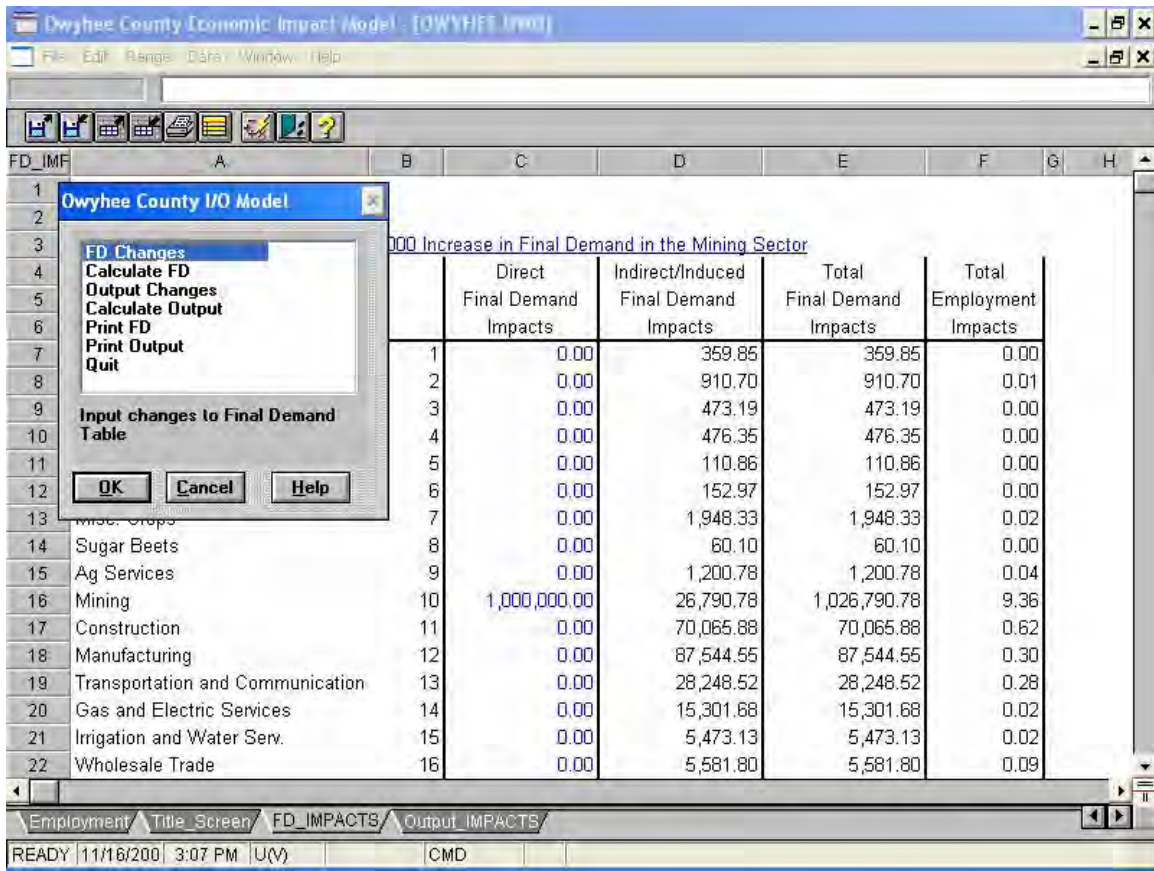 Owyhee County Economic Impact Model - [OWYHEE.UWO]
File Edit Range Data Window Help
FD_IMF A B C D E F G H
1
2
3 000 Increase in Final Demand in the Mining Sector
4 Direct Indirect/Induced Total Total
5 Final Demand Final Demand Final Demand Employment
6 Impacts Impacts Impacts Impacts
7 1 0.00 359.85 359.85 0.00
8 2 0.00 910.70 910.70 0.01
9 3 0.00 473.19 473.19 0.00
10 4 0.00 476.35 476.35 0.00
11 5 0.00 110.86 110.86 0.00
12 6 0.00 152.97 152.97 0.00
13 Misc. Crops 7 0.00 1,948.33 1,948.33 0.02
14 Sugar Beets 8 0.00 60.10 60.10 0.00
15 Ag Services 9 0.00 1,200.78 1,200.78 0.04
16 Mining 10 1,000,000.00 26,790.78 1,026,790.78 9.36
17 Construction 11 0.00 70,065.88 70,065.88 0.62
18 Manufacturing 12 0.00 87,544.55 87,544.55 0.30
19 Transportation and Communication 13 0.00 28,248.52 28,248.52 0.28
20 Gas and Electric Services 14 0.00 15,301.68 15,301.68 0.02
21 Irrigation and Water Serv. 15 0.00 5,473.13 5,473.13 0.02
22 Wholesale Trade 16 0.00 5,581.80 5,581.80 0.09
Owyhee County I/O Model
FD Changes
Calculate FD
Output Changes
Calculate Output
Print FD
Print Output
Quit
Input changes to Final Demand
Table
OK Cancel Help
Employment Title_Screen FD_IMPACTS Output_IMPACTS
READY 11/16/200 3:07 PM U(V) CMD